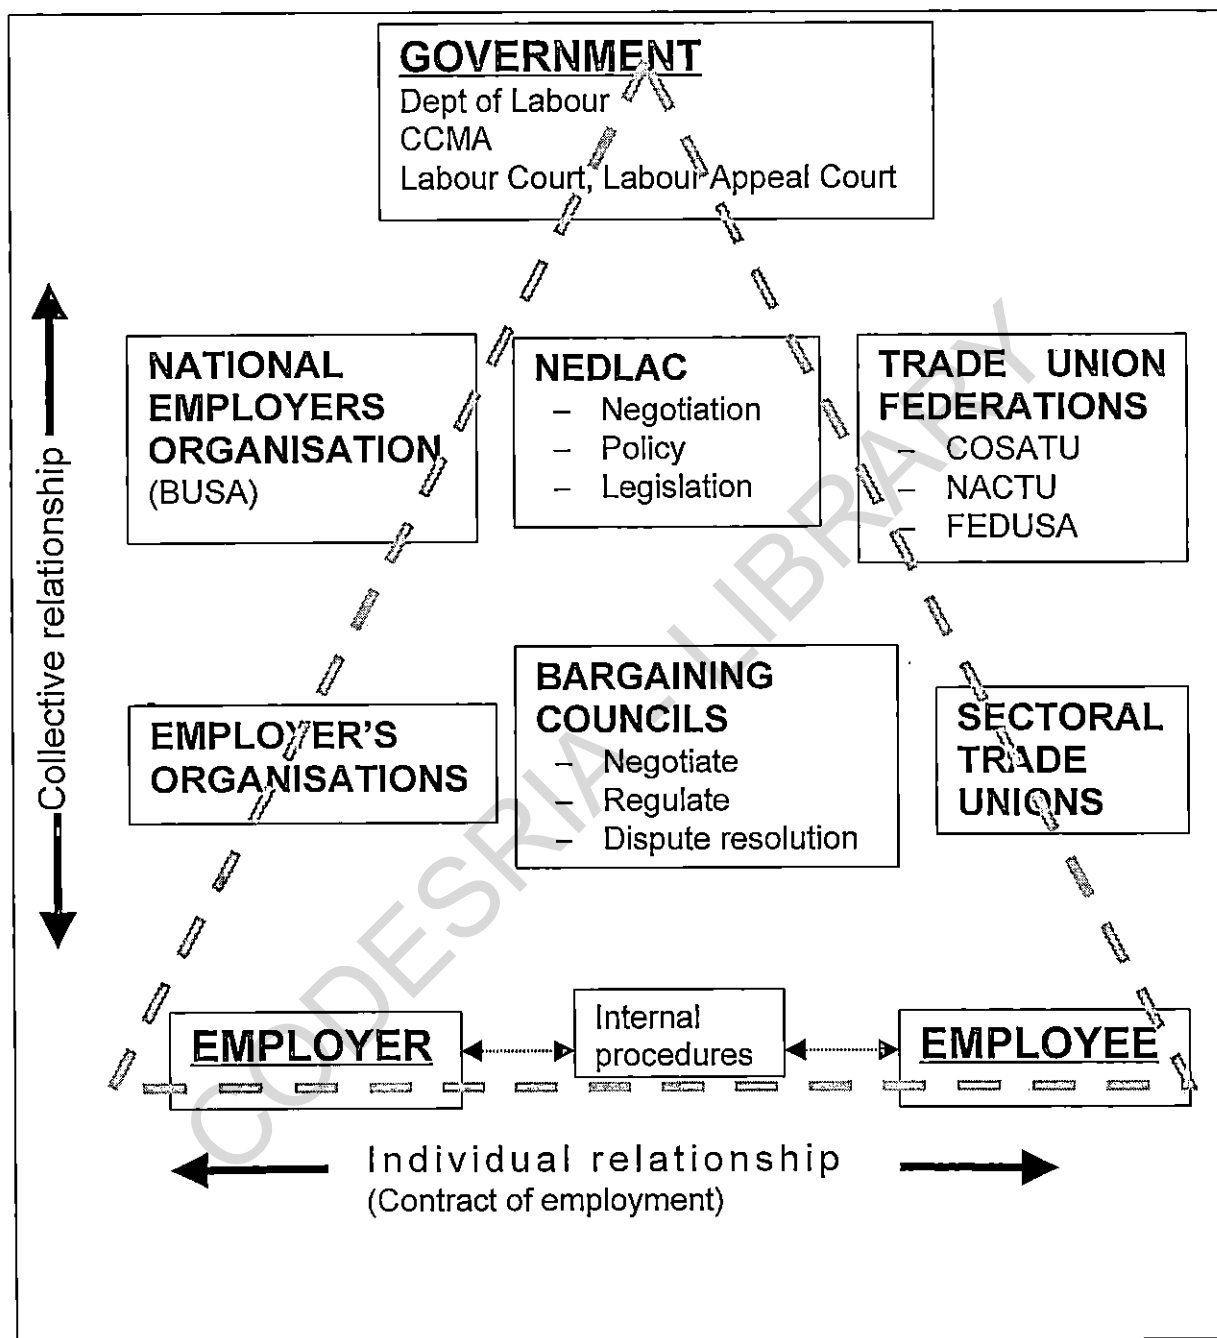 GOVERNMENT
Dept of Labour
CCMA
Labour Court, Labour Appeal Court
NATIONAL
EMPLOYERS
ORGANISATION
(BUSA)
NEDLAC
– Negotiation
– Policy
– Legislation
TRADE UNION
FEDERATIONS
– COSATU
– NACTU
– FEDUSA
Collective relationship
EMPLOYER'S
ORGANISATIONS
BARGAINING
COUNCILS
– Negotiate
– Regulate
– Dispute resolution
SECTORAL
TRADE
UNIONS
EMPLOYER
Internal
procedures
EMPLOYEE
Individual relationship
(Contract of employment)
CODESRIA - LIBRARY